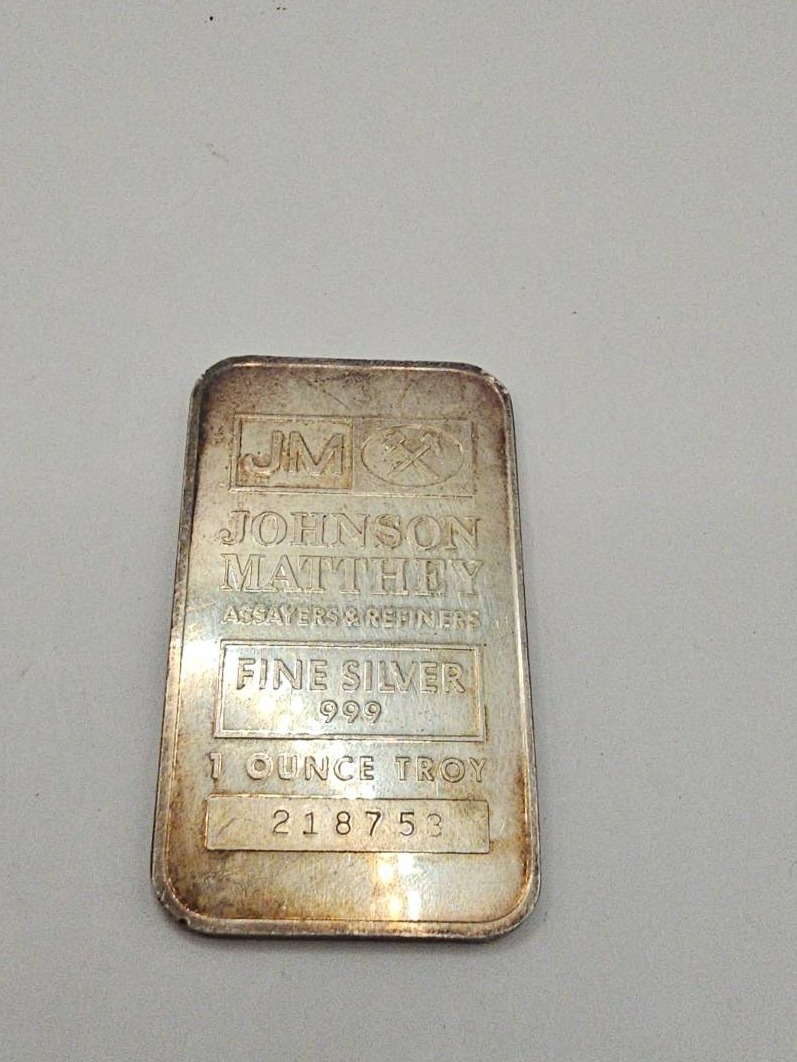 JM
JOHNSON
MATTHEY
ASSAYERS & REFINERS
FINE SILVER
999
1 OUNCE TROY
218753